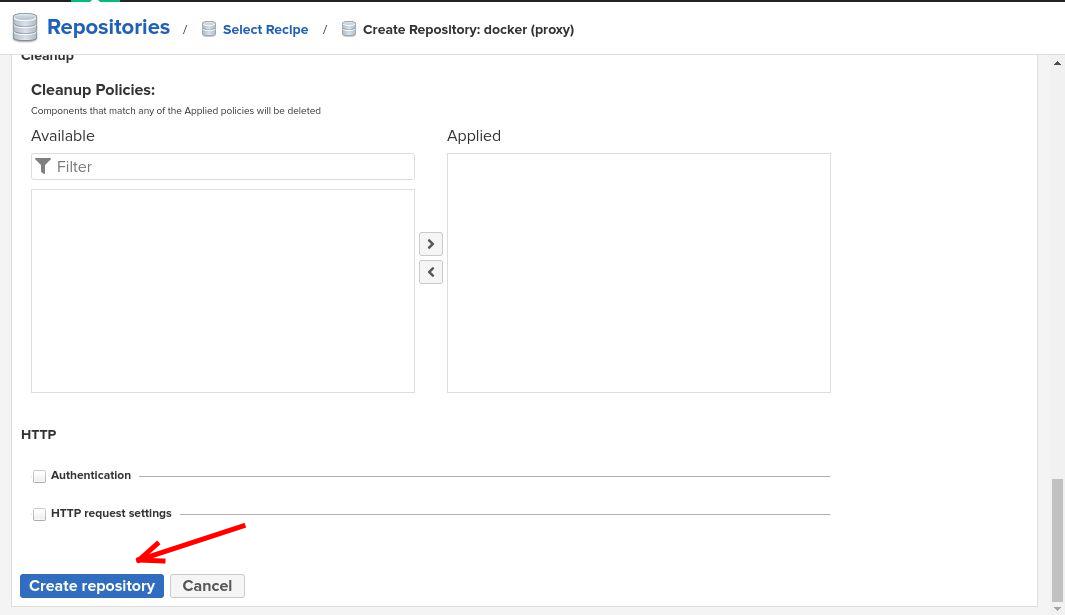 Repositories / Select Recipe / Create Repository: docker (proxy)
Cleanup
Cleanup Policies:
Components that match any of the Applied policies will be deleted
Available Applied
Filter
HTTP
Authentication
HTTP request settings
Create repository Cancel